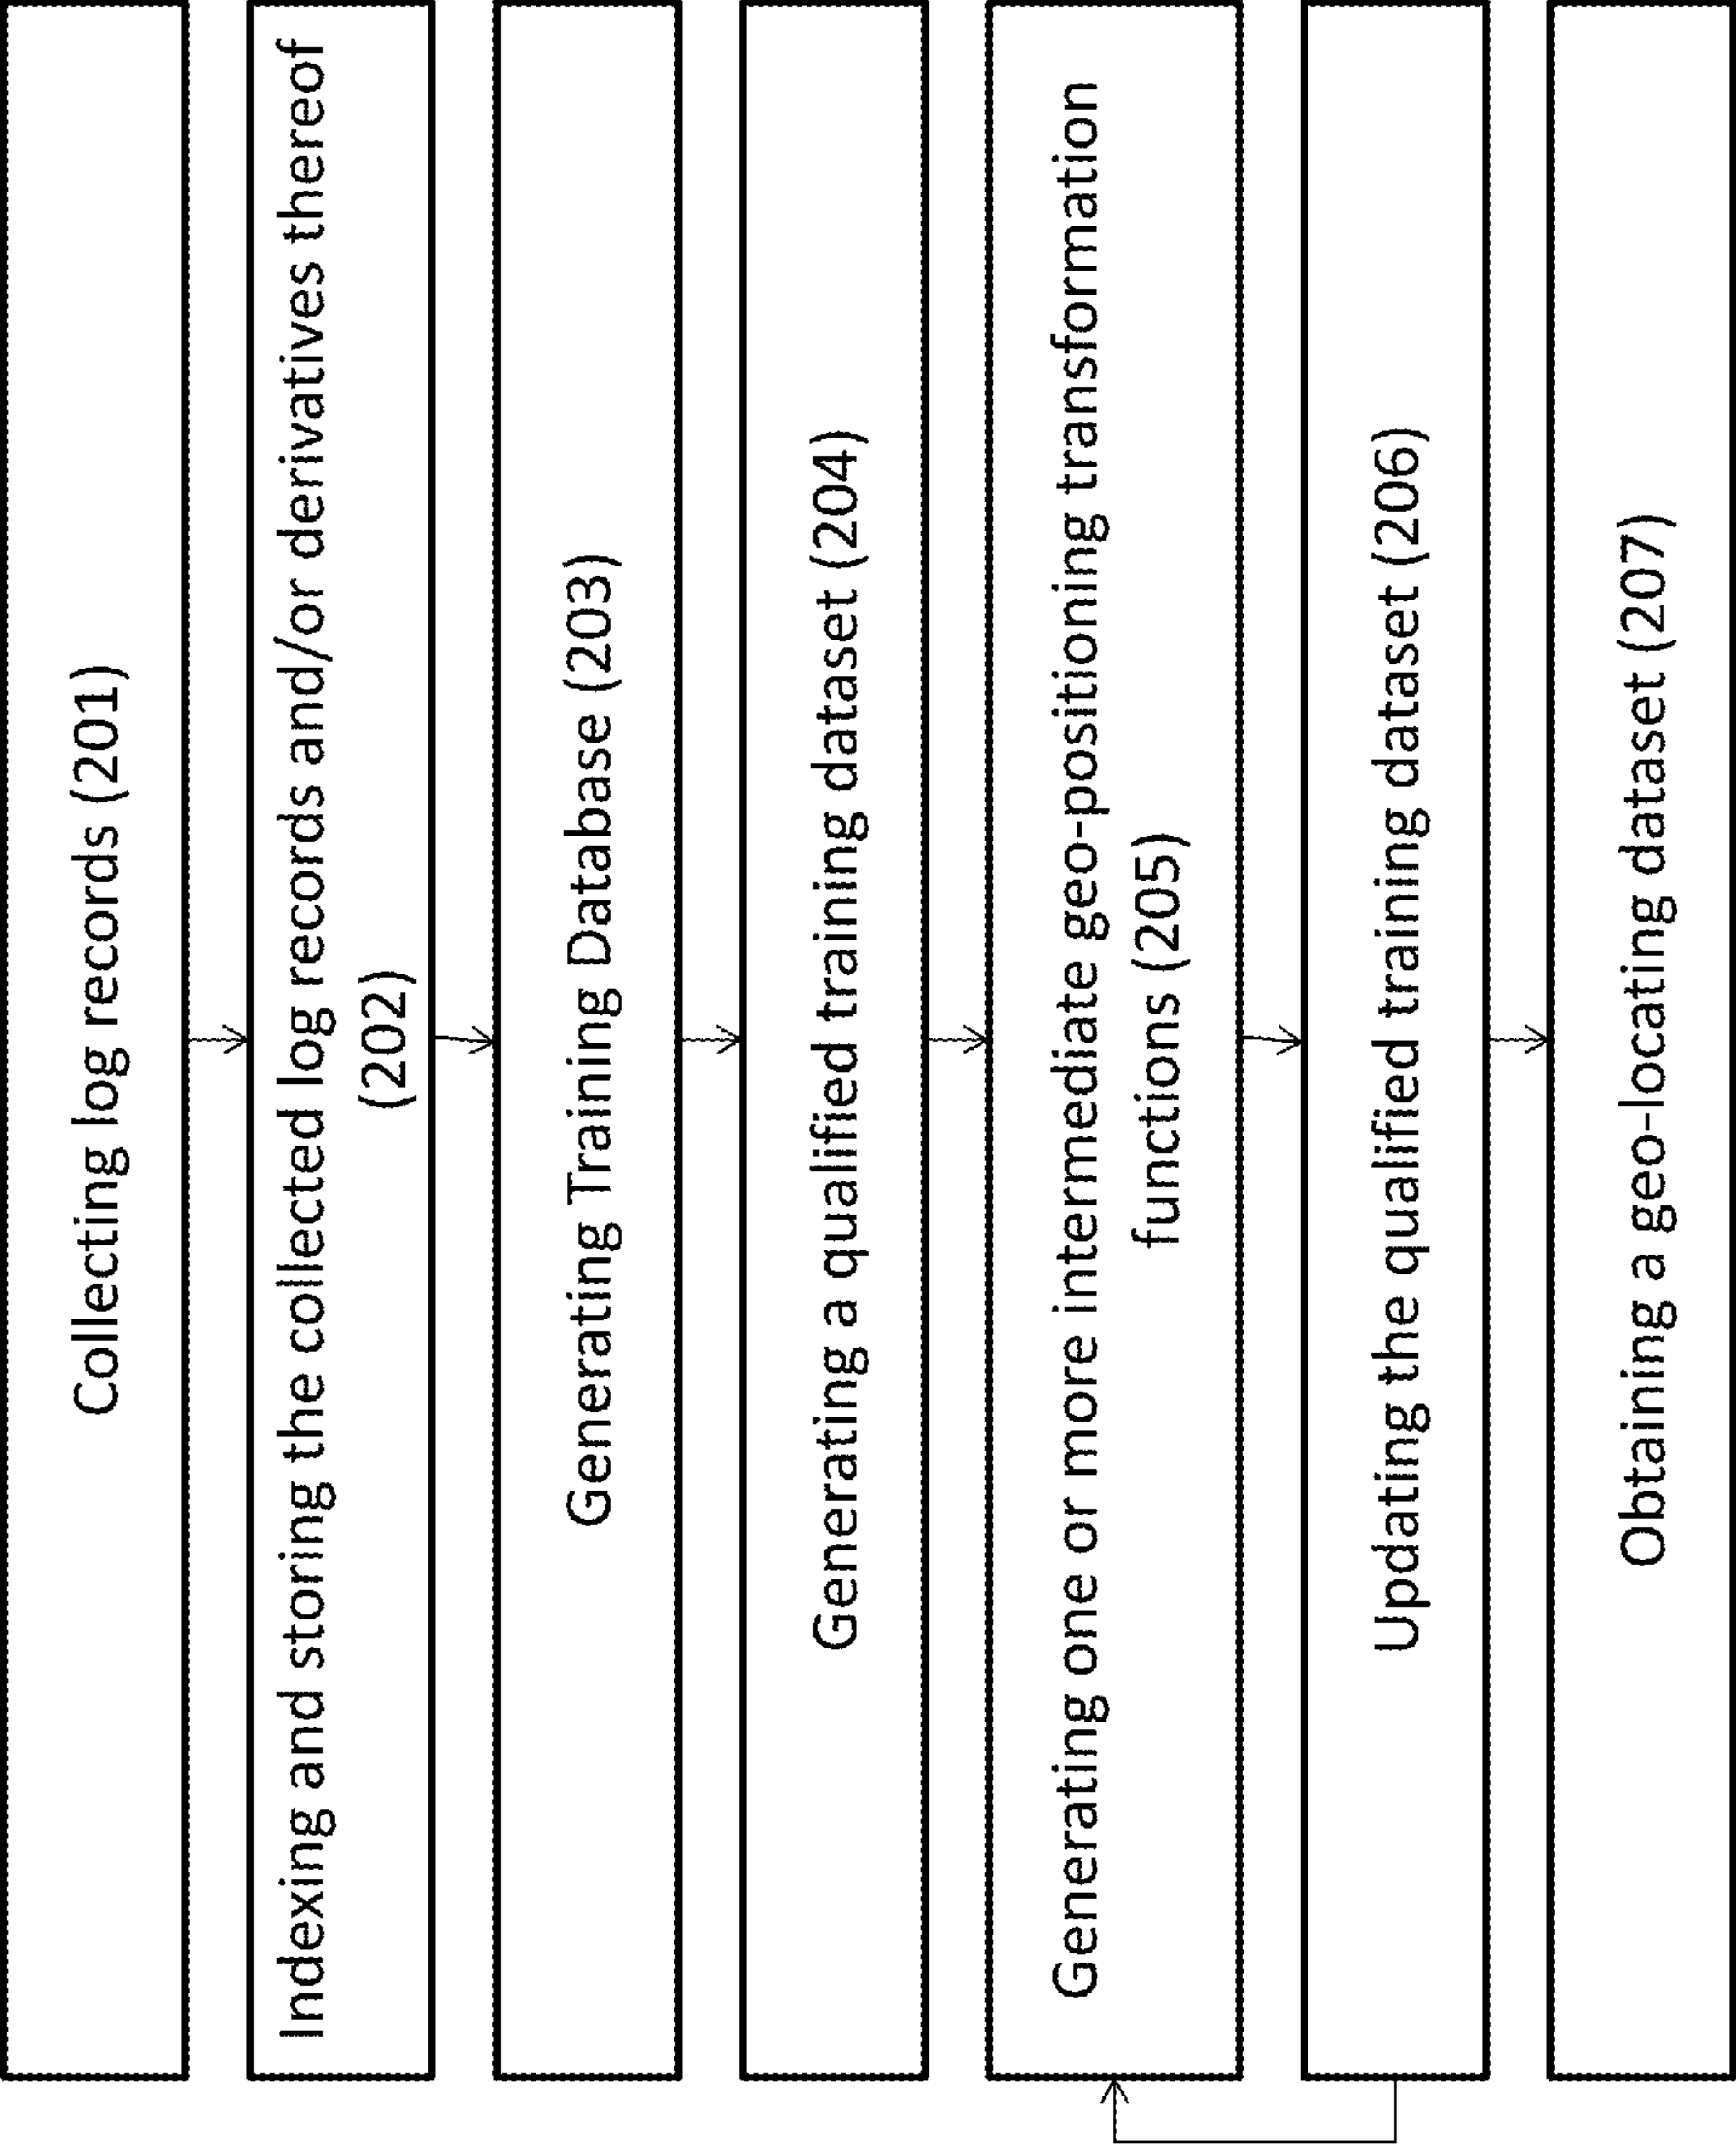 Collecting log records (201)
Indexing and storing the collected log records and/or derivatives thereof
(202)
Generating Training Database (203)
Generating a qualified training dataset (204)
Generating one or more intermediate geo-positioning transformation
functions (205)
Updating the qualified training dataset (206)
Obtaining a geo-locating dataset (207)